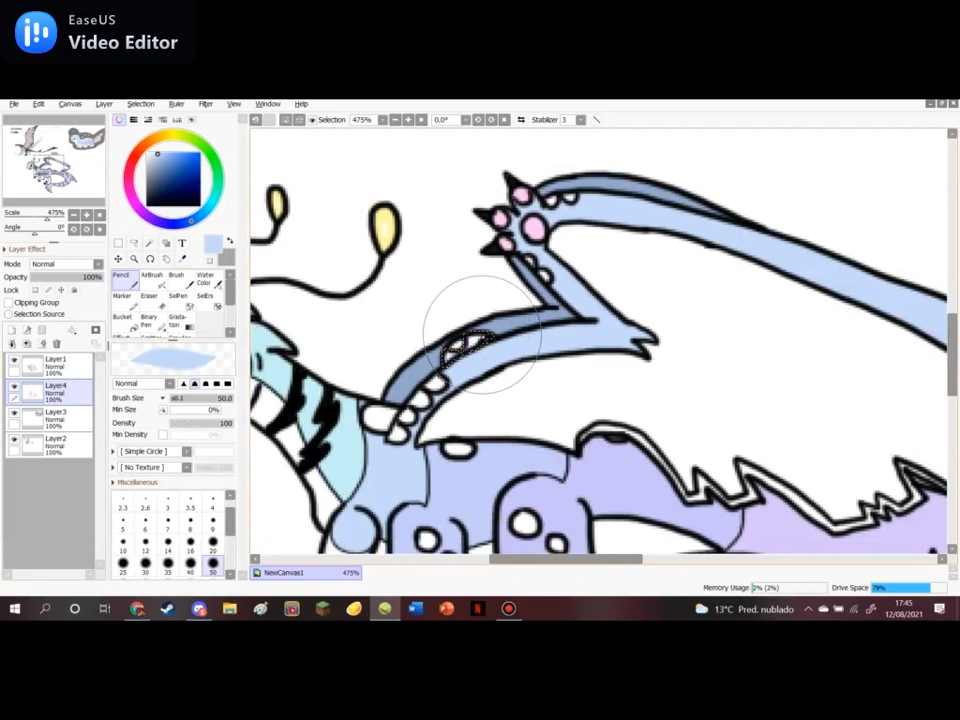 EaseUS
Video Editor
File Edit Canvas Layer Selection Ruler Filter View Window Help
Selection 475% 0.0° Stabilizer 3
Scale 475%
Angle 0°
Layer Effect
Mode Normal
Opacity 100%
Lock
Clipping Group
Selection Source
Layer1
Normal
100%
Layer4
Normal
100%
Layer3
Normal
100%
Layer2
Normal
100%
T
Pencil AirBrush Brush Water Color
Marker Eraser SelPen SelErs
Bucket Binary Pen Grada-tion
Normal
Brush Size x0.1 50.0
Min Size 0%
Density 100
Min Density
[ Simple Circle ]
[ No Texture ]
Miscellaneous
2.3 2.6 3 3.5 4
5 6 7 8 9
10 12 14 16 20
25 30 35 40 50
NewCanvas1 475%
Memory Usage 2% (2%) Drive Space 79%
13°C Pred. nublado
17:45
12/08/2021